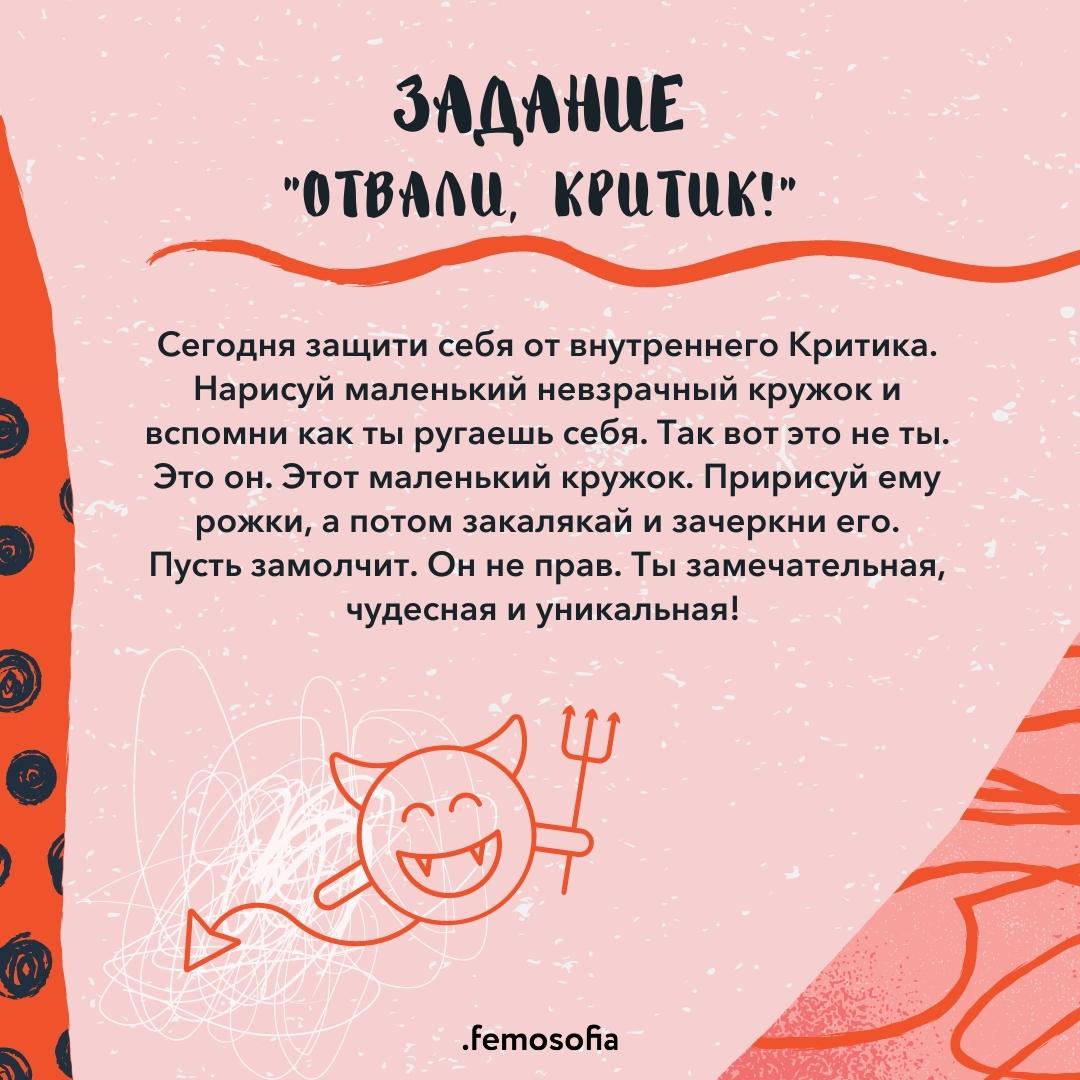 ЗАДАНИЕ
"ОТВАЛИ, КРИТИК!"
Сегодня защити себя от внутреннего Критика.
Нарисуй маленький невзрачный кружок и
вспомни как ты ругаешь себя. Так вот это не ты.
Это он. Этот маленький кружок. Пририсуй ему
рожки, а потом закалякай и зачеркни его.
Пусть замолчит. Он не прав. Ты замечательная,
чудесная и уникальная!
.femosofia